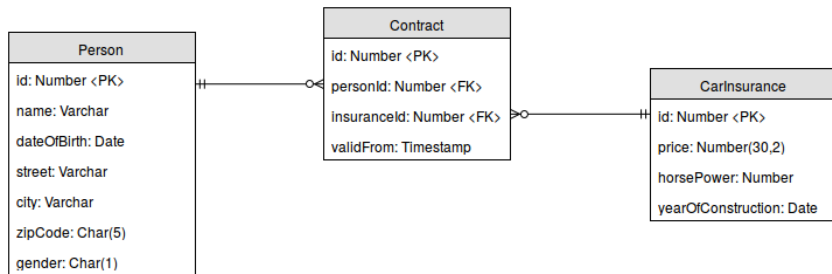 Person
id: Number <PK>
name: Varchar
dateOfBirth: Date
street: Varchar
city: Varchar
zipCode: Char(5)
gender: Char(1)
Contract
id: Number <PK>
personId: Number <FK>
insuranceId: Number <FK>
validFrom: Timestamp
CarInsurance
id: Number <PK>
price: Number(30,2)
horsePower: Number
yearOfConstruction: Date